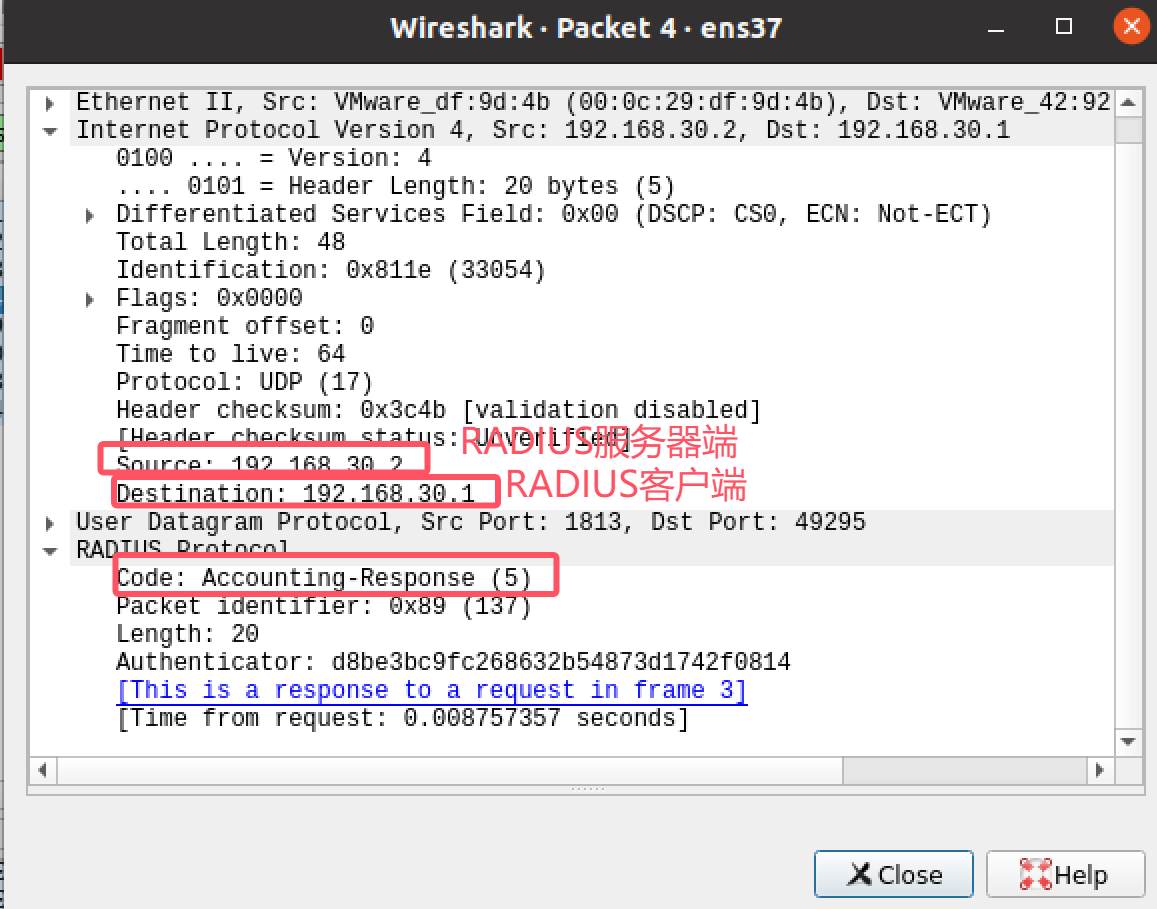 Wireshark · Packet 4 · ens37
Ethernet II, Src: VMware_df:9d:4b (00:0c:29:df:9d:4b), Dst: VMware_42:92
Internet Protocol Version 4, Src: 192.168.30.2, Dst: 192.168.30.1
0100 .... = Version: 4
.... 0101 = Header Length: 20 bytes (5)
Differentiated Services Field: 0x00 (DSCP: CS0, ECN: Not-ECT)
Total Length: 48
Identification: 0x811e (33054)
Flags: 0x0000
Fragment offset: 0
Time to live: 64
Protocol: UDP (17)
Header checksum: 0x3c4b [validation disabled]
[Header checksum status: Unverified]
RADIUS服务器端
Source: 192.168.30.2
Destination: 192.168.30.1
RADIUS客户端
User Datagram Protocol, Src Port: 1813, Dst Port: 49295
RADIUS Protocol
Code: Accounting-Response (5)
Packet identifier: 0x89 (137)
Length: 20
Authenticator: d8be3bc9fc268632b54873d1742f0814
[This is a response to a request in frame 3]
[Time from request: 0.008757357 seconds]
Close
Help